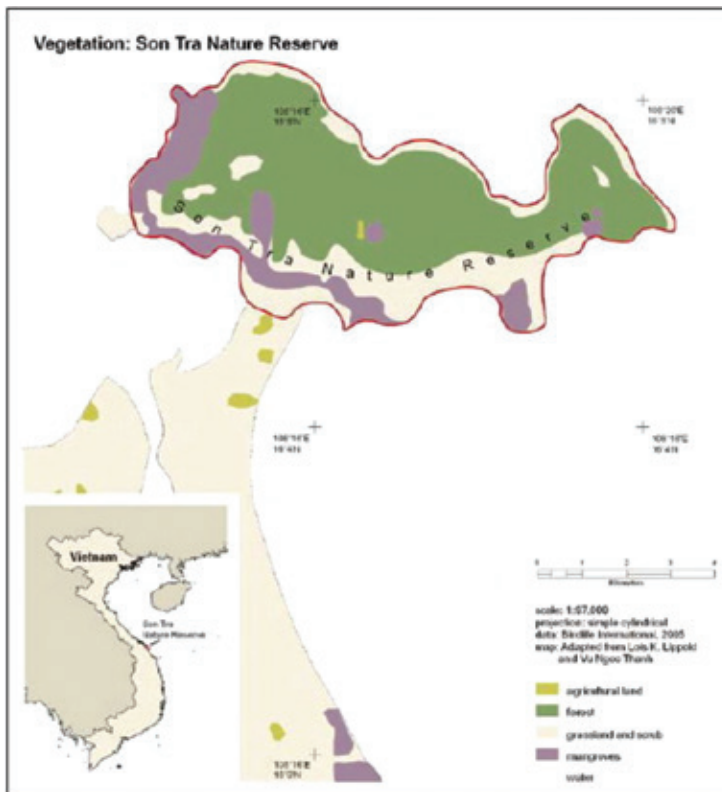 Vegetation: Son Tra Nature Reserve
Son Tra Nature Reserve
Vietnam
Son Tra
Nature Reserve
Kilometers
scale: 1:67,000
projection: simple cylindrical
data: Birdlife International, 2005
map: Adapted from Lois K. Lippold
and Vu Ngoc Thanh
agricultural land
forest
grassland and scrub
mangroves
water